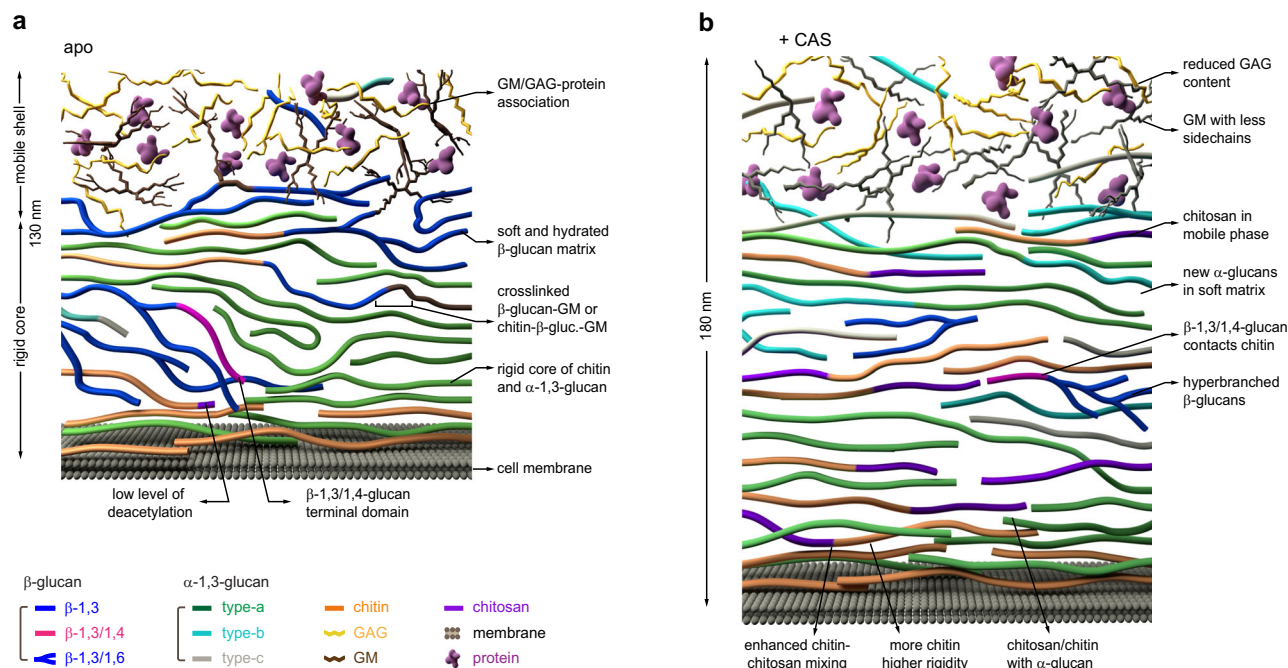 a
apo
mobile shell
130 nm
rigid core
GM/GAG-protein
association
soft and hydrated
β-glucan matrix
crosslinked
β-glucan-GM or
chitin-β-gluc.-GM
rigid core of chitin
and α-1,3-glucan
cell membrane
low level of
deacetylation
β-1,3/1,4-glucan
terminal domain
β-glucan
β-1,3
β-1,3/1,4
β-1,3/1,6
α-1,3-glucan
type-a
type-b
type-c
chitin
GAG
GM
chitosan
membrane
protein
b
+ CAS
180 nm
reduced GAG
content
GM with less
sidechains
chitosan in
mobile phase
new α-glucans
in soft matrix
β-1,3/1,4-glucan
contacts chitin
hyperbranched
β-glucans
enhanced chitin-
chitosan mixing
more chitin
higher rigidity
chitosan/chitin
with α-glucan